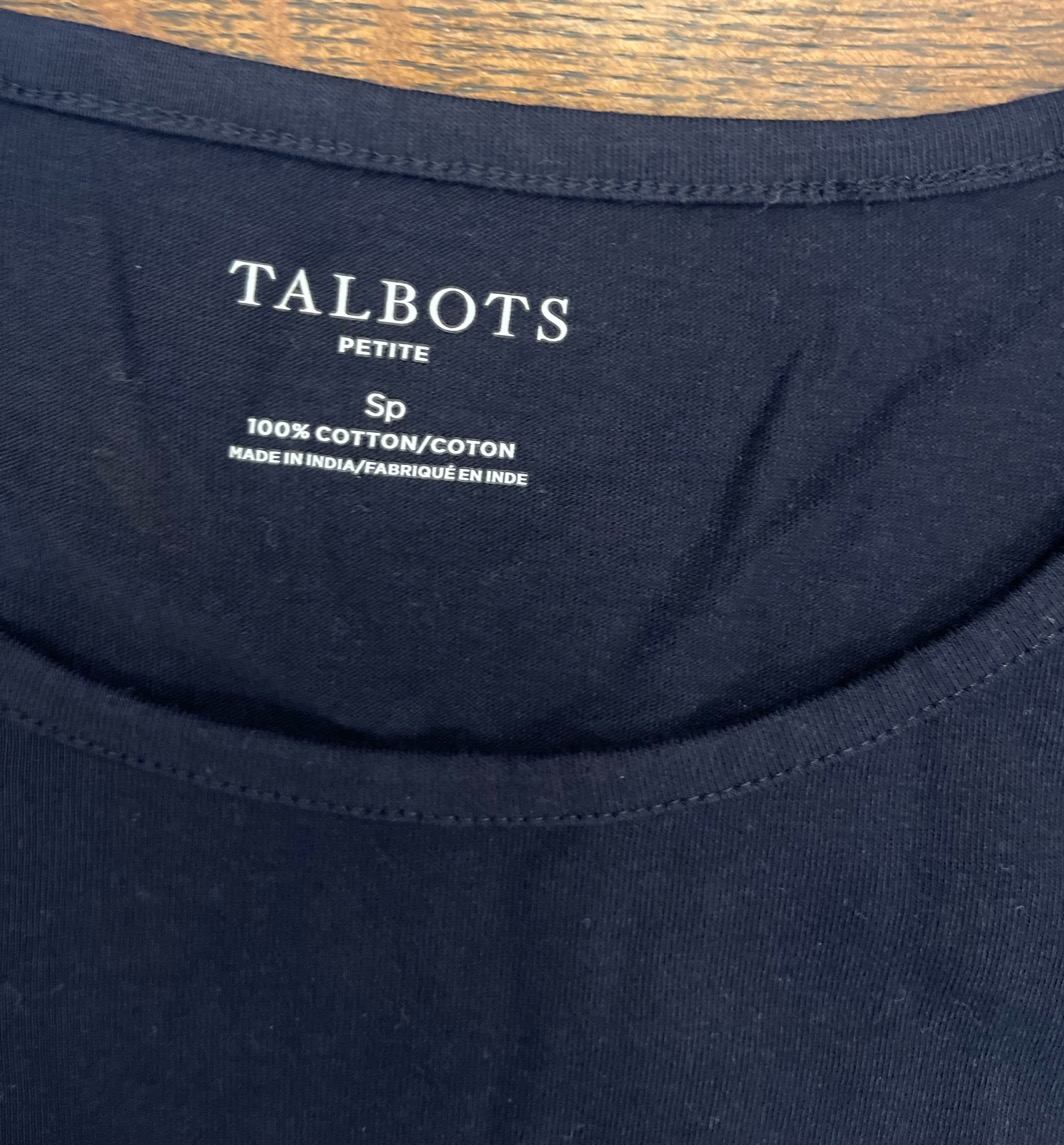 TALBOTS
PETITE
Sp
100% COTTON/COTON
MADE IN INDIA/FABRIQUÉ EN INDE